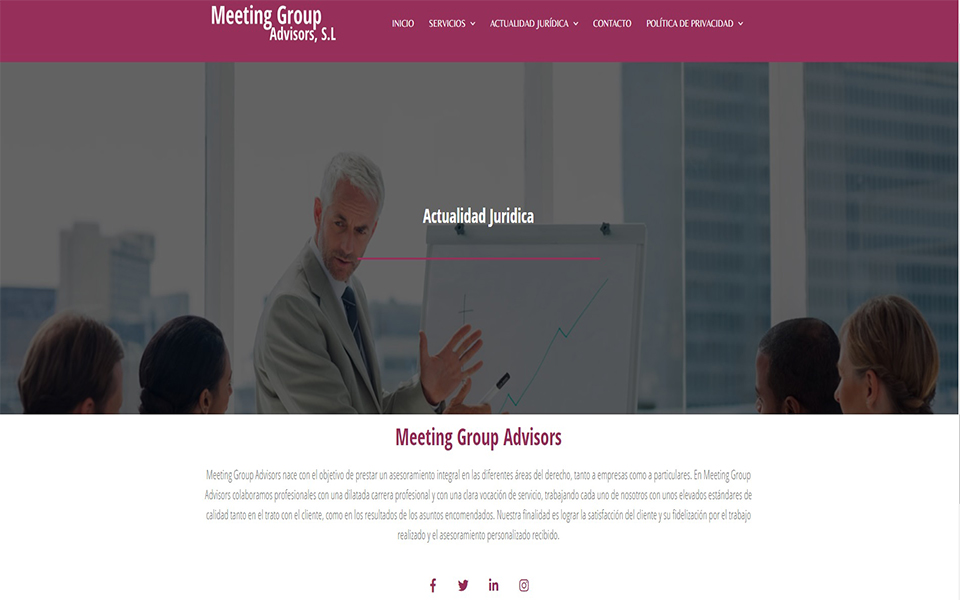 Meeting Group
Advisors, S.L
INICIO SERVICIOS ACTUALIDAD JURÍDICA CONTACTO POLÍTICA DE PRIVACIDAD
Actualidad Juridica
Meeting Group Advisors
Meeting Group Advisors nace con el objetivo de prestar un asesoramiento integral en las diferentes áreas del derecho, tanto a empresas como a particulares. En Meeting Group
Advisors colaboramos profesionales con una dilatada carrera profesional y con una clara vocación de servicio, trabajando cada uno de nosotros con unos elevados estándares de
calidad tanto en el trato con el cliente, como en los resultados de los asuntos encomendados. Nuestra finalidad es lograr la satisfacción del cliente y su fidelización por el trabajo
realizado y el asesoramiento personalizado recibido.